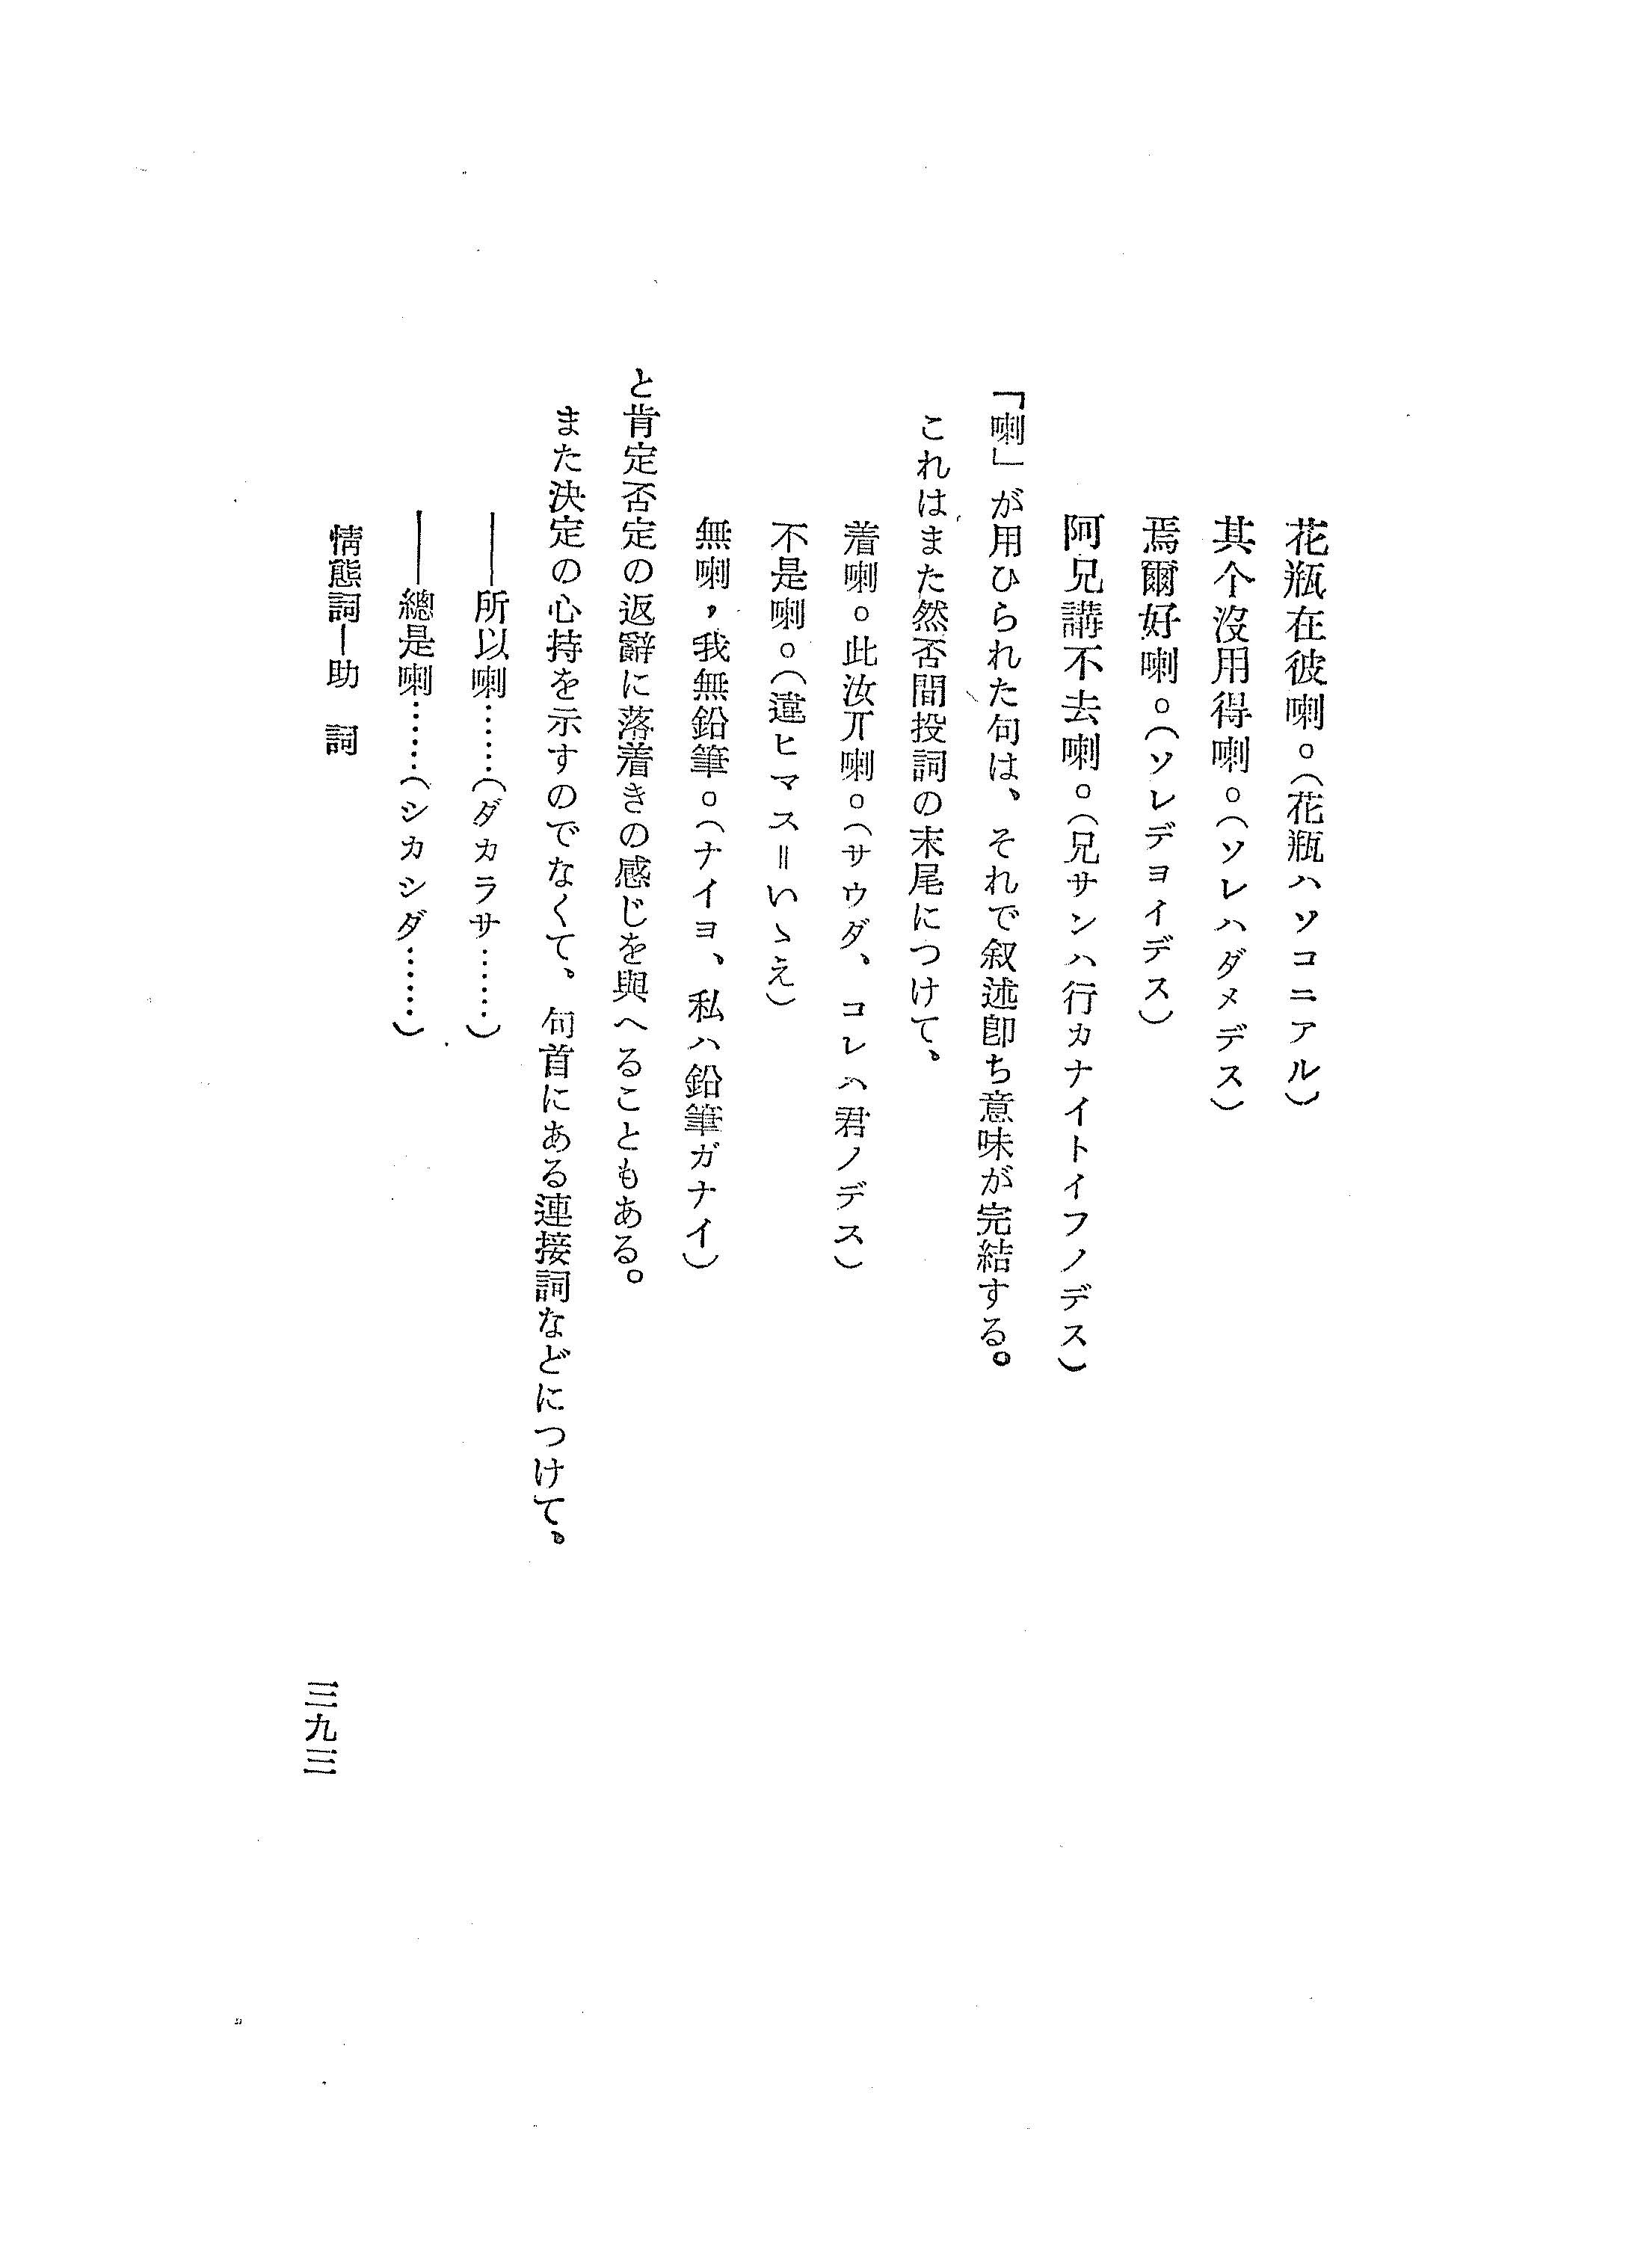 花瓶在彼喇。(花瓶ハソコニアル)
其个沒用得喇。(ソレハダメデス)
焉爾好喇。(ソレデヨイデス)
阿兄講不去喇。(兄サンハ行カナイトイフノデス)
「喇」が用ひられた句は、それで叙述卽ち意味が完結する。
これはまた然否間投詞の末尾につけて、
着喇。此汝丌喇。(サウダ、コレハ君ノデス)
不是喇。(違ヒマス＝いゝえ)
無喇，我無鉛筆。(ナイヨ、私ハ鉛筆ガナイ)
と肯定否定の返辭に落着きの感じを與へることもある。
また決定の心持を示すのでなくて、句首にある連接詞などにつけて。
――所以喇……(ダカラサ……)
――總是喇……(シカシダ……)
情態詞―助　詞
三九三